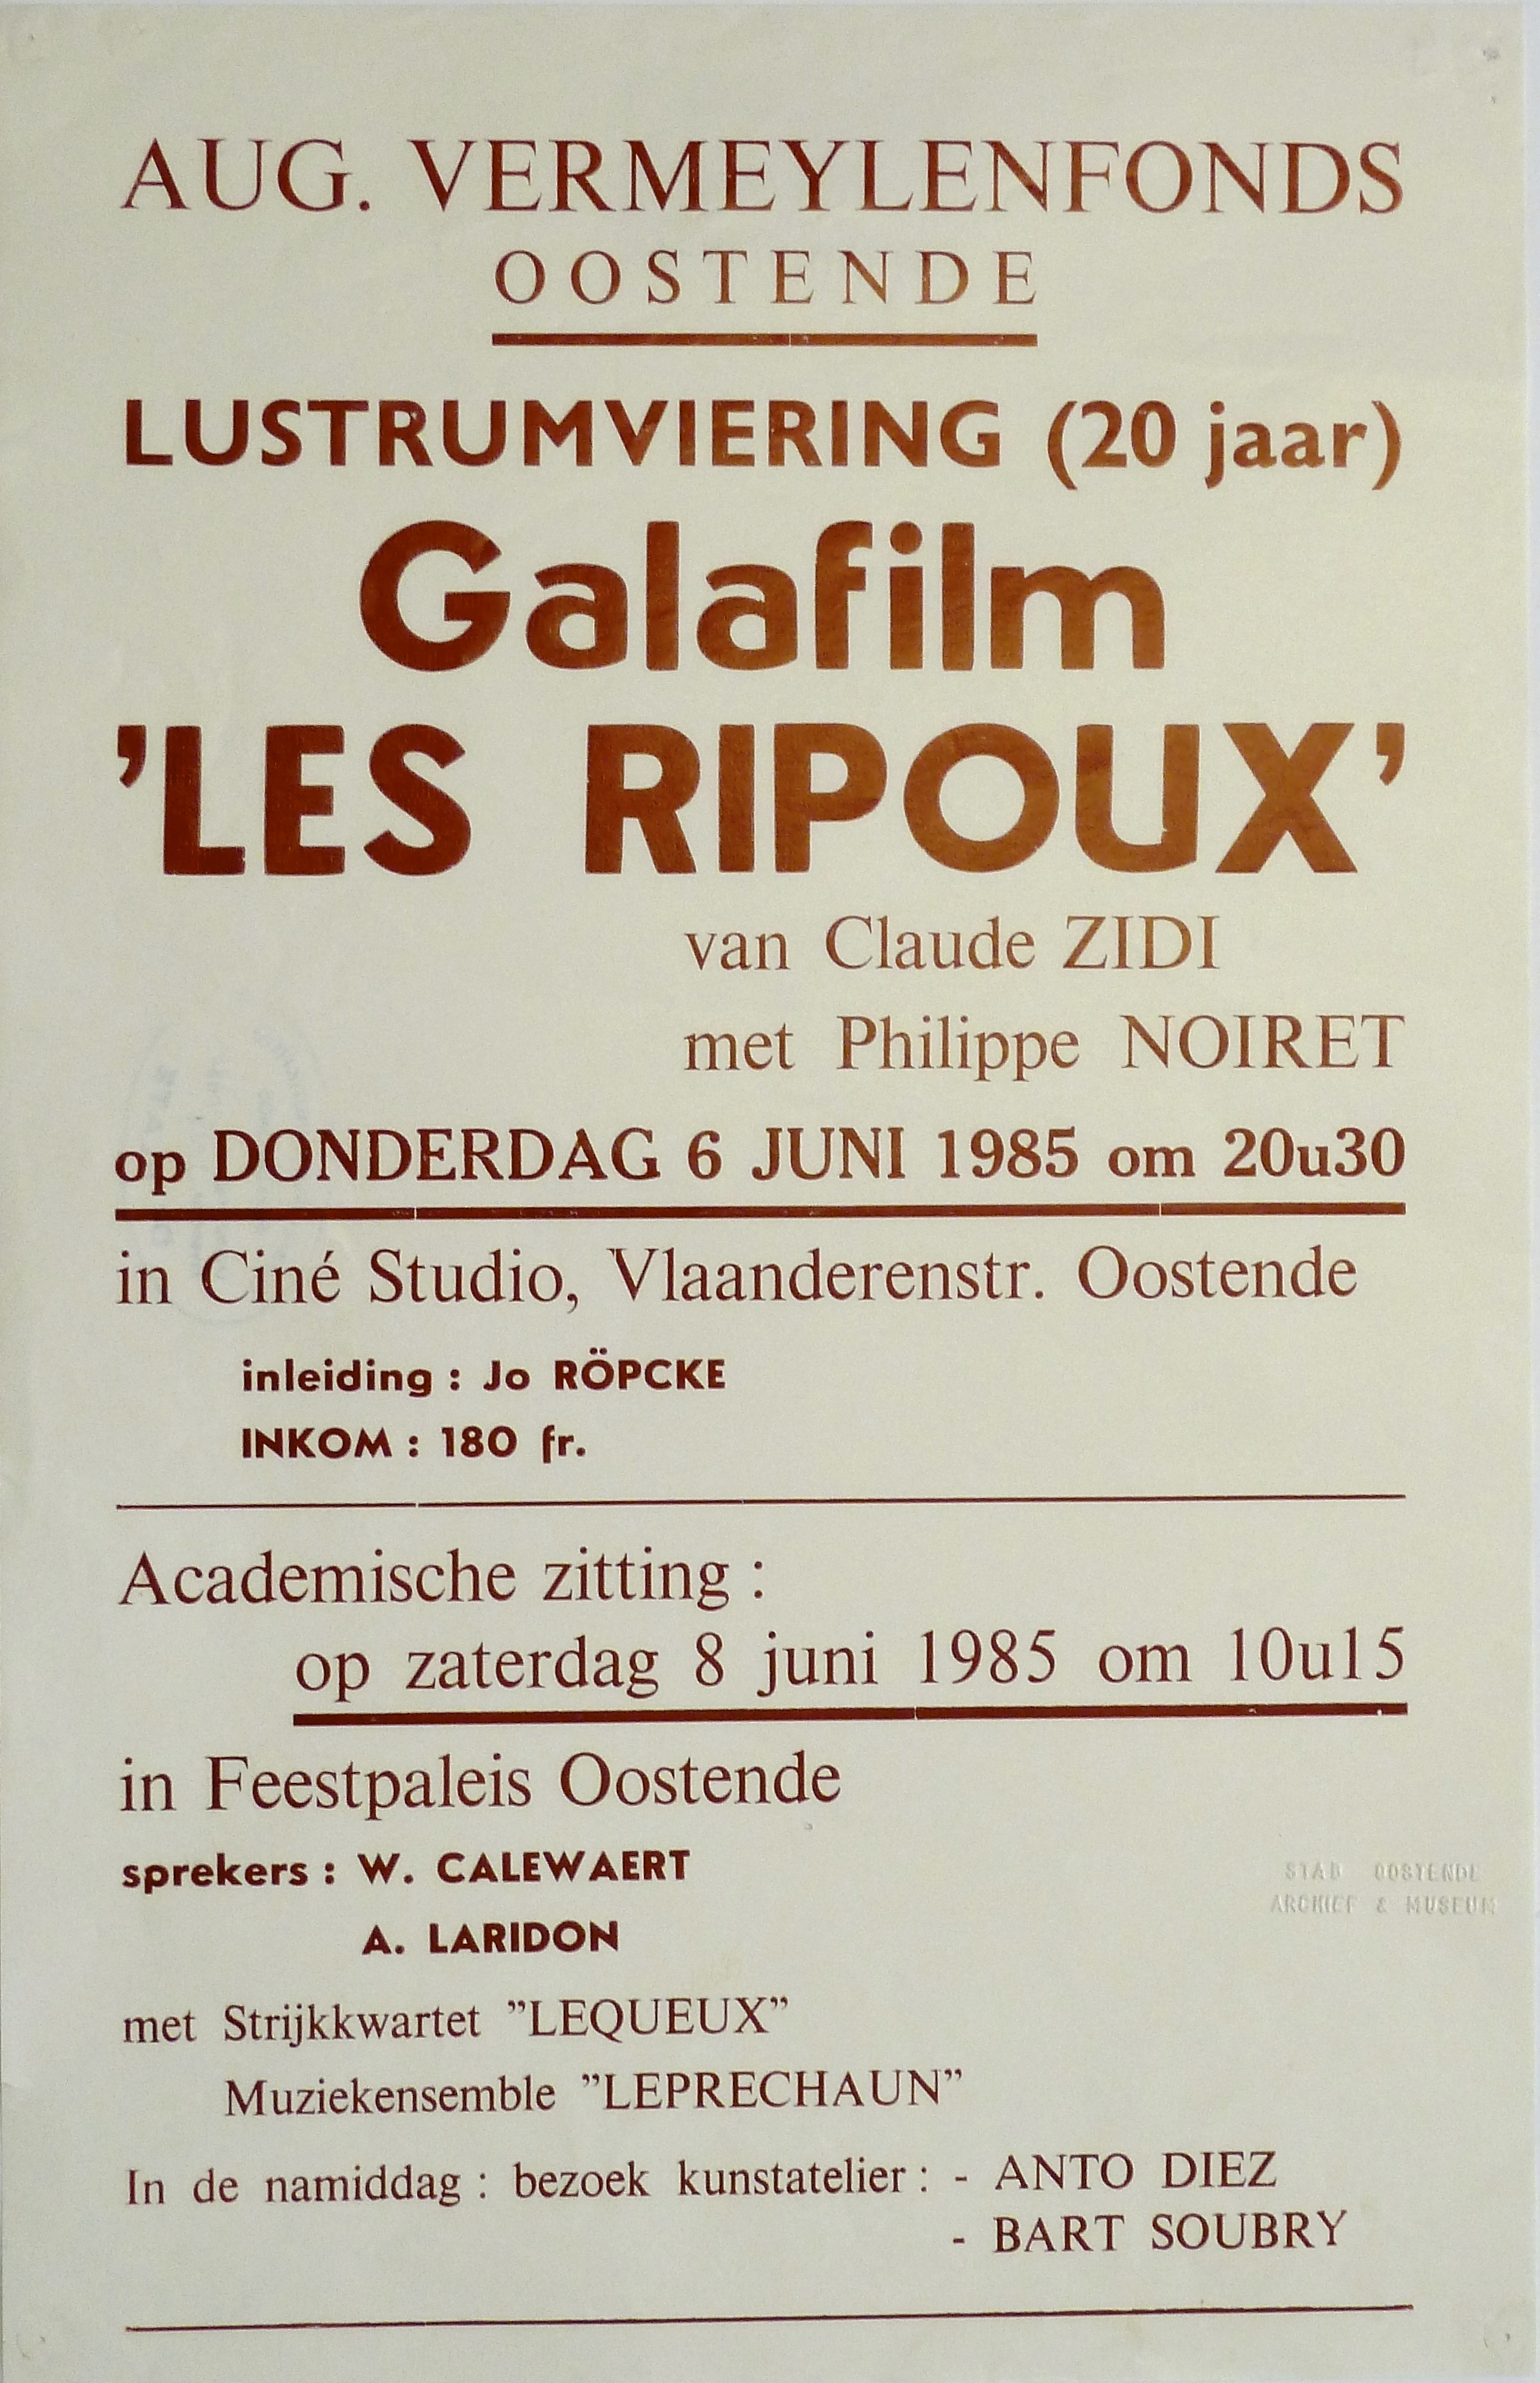 AUG. VERMEYLENFONDS
OOSTENDE
LUSTRUMVIERING (20 jaar)
Galafilm
’LES RIPOUX’
van Claude ZIDI
met Philippe NOIRET
op DONDERDAG 6 JUNI 1985 om 20u30
in Ciné Studio, Vlaanderenstr. Oostende
inleiding : Jo RÖPCKE
INKOM : 180 fr.
Academische zitting :
op zaterdag 8 juni 1985 om 10u15
in Feestpaleis Oostende
sprekers : W. CALEWAERT
A. LARIDON
STAD OOSTENDE
ARCHIEF & MUSEUM
met Strijkkwartet ”LEQUEUX”
Muziekensemble ”LEPRECHAUN”
In de namiddag : bezoek kunstatelier : - ANTO DIEZ
- BART SOUBRY